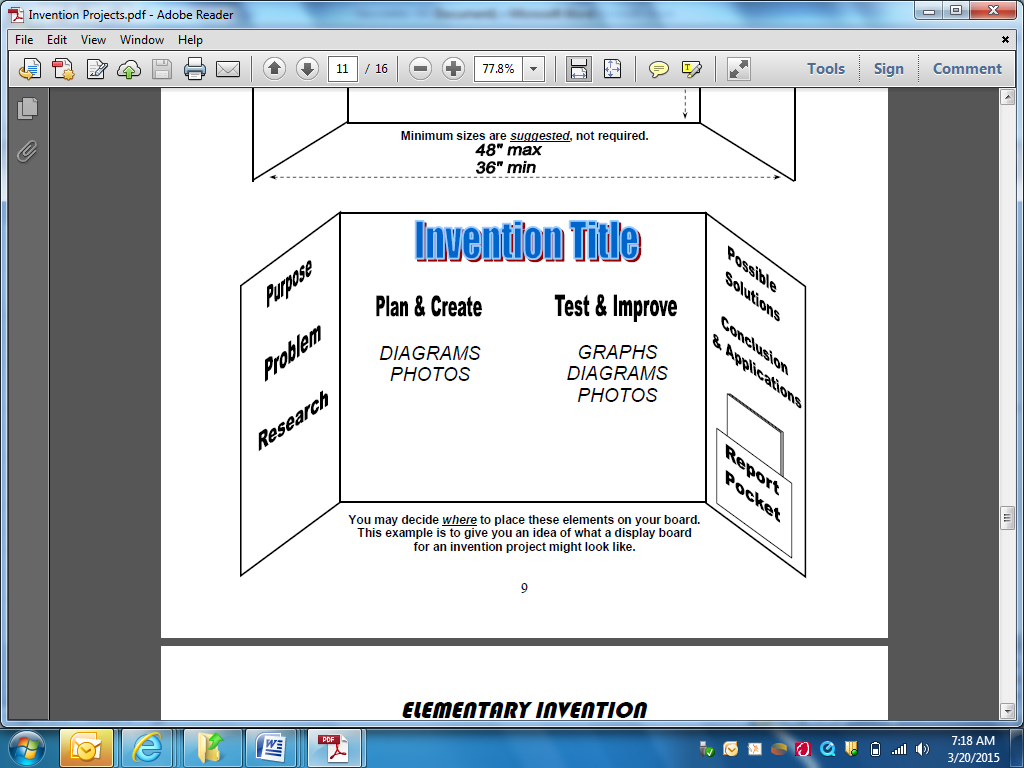 Invention Projects.pdf - Adobe Reader
File Edit View Window Help
11 / 16 77.8% Tools Sign Comment
Minimum sizes are suggested, not required.
48" max
36" min
Invention Title
Purpose
Problem
Research
Plan & Create
DIAGRAMS
PHOTOS
Test & Improve
GRAPHS
DIAGRAMS
PHOTOS
Possible
Solutions
Conclusion
& Applications
Report
Pocket
You may decide where to place these elements on your board.
This example is to give you an idea of what a display board
for an invention project might look like.
9
ELEMENTARY INVENTION
PDF
7:18 AM
3/20/2015